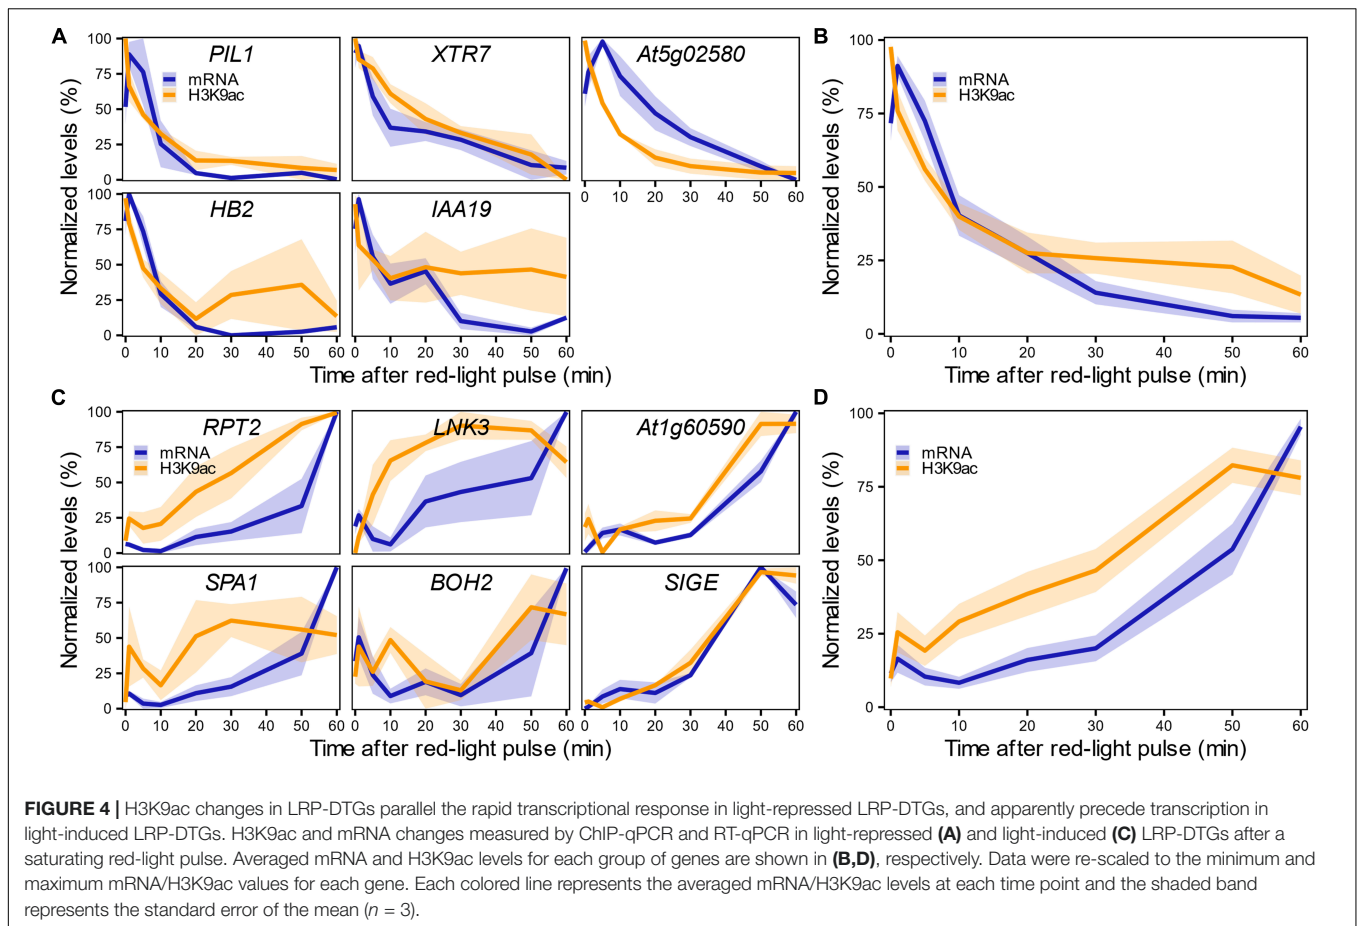 A
B
Normalized levels (%)
100
75
50
25
0
PIL1
mRNA
H3K9ac
XTR7
At5g02580
0 10 20 30 40 50 60
Normalized levels (%)
100
75
50
25
0
HB2
IAA19
0 10 20 30 40 50 60
0 10 20 30 40 50 60
Time after red-light pulse (min)
Normalized levels (%)
100
75
50
25
0
mRNA
H3K9ac
0 10 20 30 40 50 60
Time after red-light pulse (min)
C
D
Normalized levels (%)
100
75
50
25
0
RPT2
mRNA
H3K9ac
LNK3
At1g60590
Normalized levels (%)
100
75
50
25
0
SPA1
BOH2
SIGE
0 10 20 30 40 50 60
0 10 20 30 40 50 60
0 10 20 30 40 50 60
Time after red-light pulse (min)
Normalized levels (%)
100
75
50
25
0
mRNA
H3K9ac
0 10 20 30 40 50 60
Time after red-light pulse (min)
FIGURE 4 | H3K9ac changes in LRP-DTGs parallel the rapid transcriptional response in light-repressed LRP-DTGs, and apparently precede transcription in
light-induced LRP-DTGs. H3K9ac and mRNA changes measured by ChIP-qPCR and RT-qPCR in light-repressed (A) and light-induced (C) LRP-DTGs after a
saturating red-light pulse. Averaged mRNA and H3K9ac levels for each group of genes are shown in (B,D), respectively. Data were re-scaled to the minimum and
maximum mRNA/H3K9ac values for each gene. Each colored line represents the averaged mRNA/H3K9ac levels at each time point and the shaded band
represents the standard error of the mean (n = 3).